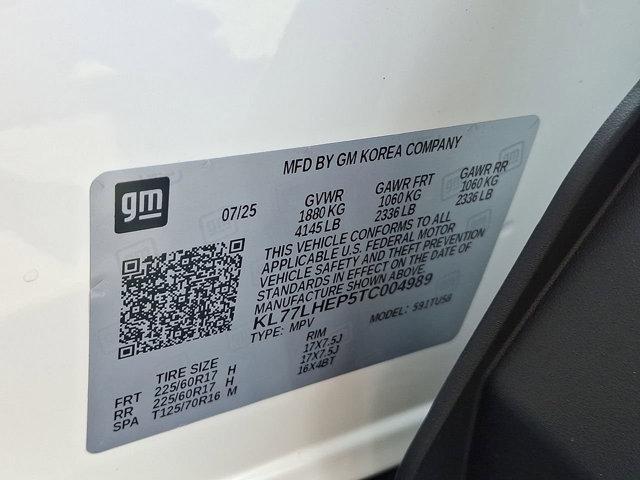 MFD BY GM KOREA COMPANY
gm
07/25
GVWR GAWR FRT GAWR RR
1880 KG 1060 KG 1060 KG
4145 LB 2336 LB 2336 LB
THIS VEHICLE CONFORMS TO ALL
APPLICABLE U.S. FEDERAL MOTOR
VEHICLE SAFETY AND THEFT PREVENTION
STANDARDS IN EFFECT ON THE DATE OF
MANUFACTURE SHOWN ABOVE.
KL77LHEP5TC004989
TYPE: MPV MODEL: 591TU58
TIRE SIZE RIM
FRT 225/60R17 H 17X7.5J
RR 225/60R17 H 17X7.5J
SPA T125/70R16 M 16X4BT